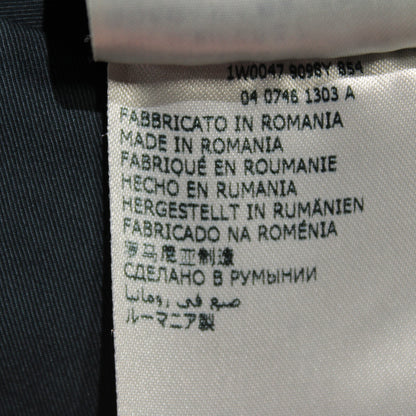 1W0047 9098Y 854
04 0746 1303 A
FABBRICATO IN ROMANIA
MADE IN ROMANIA
FABRIQUÉ EN ROUMANIE
HECHO EN RUMANIA
HERGESTELLT IN RUMÄNIEN
FABRICADO NA ROMÉNIA
罗马尼亚制造
СДЕЛАНО В РУМЫНИИ
صنع في رومانيا
ルーマニア製